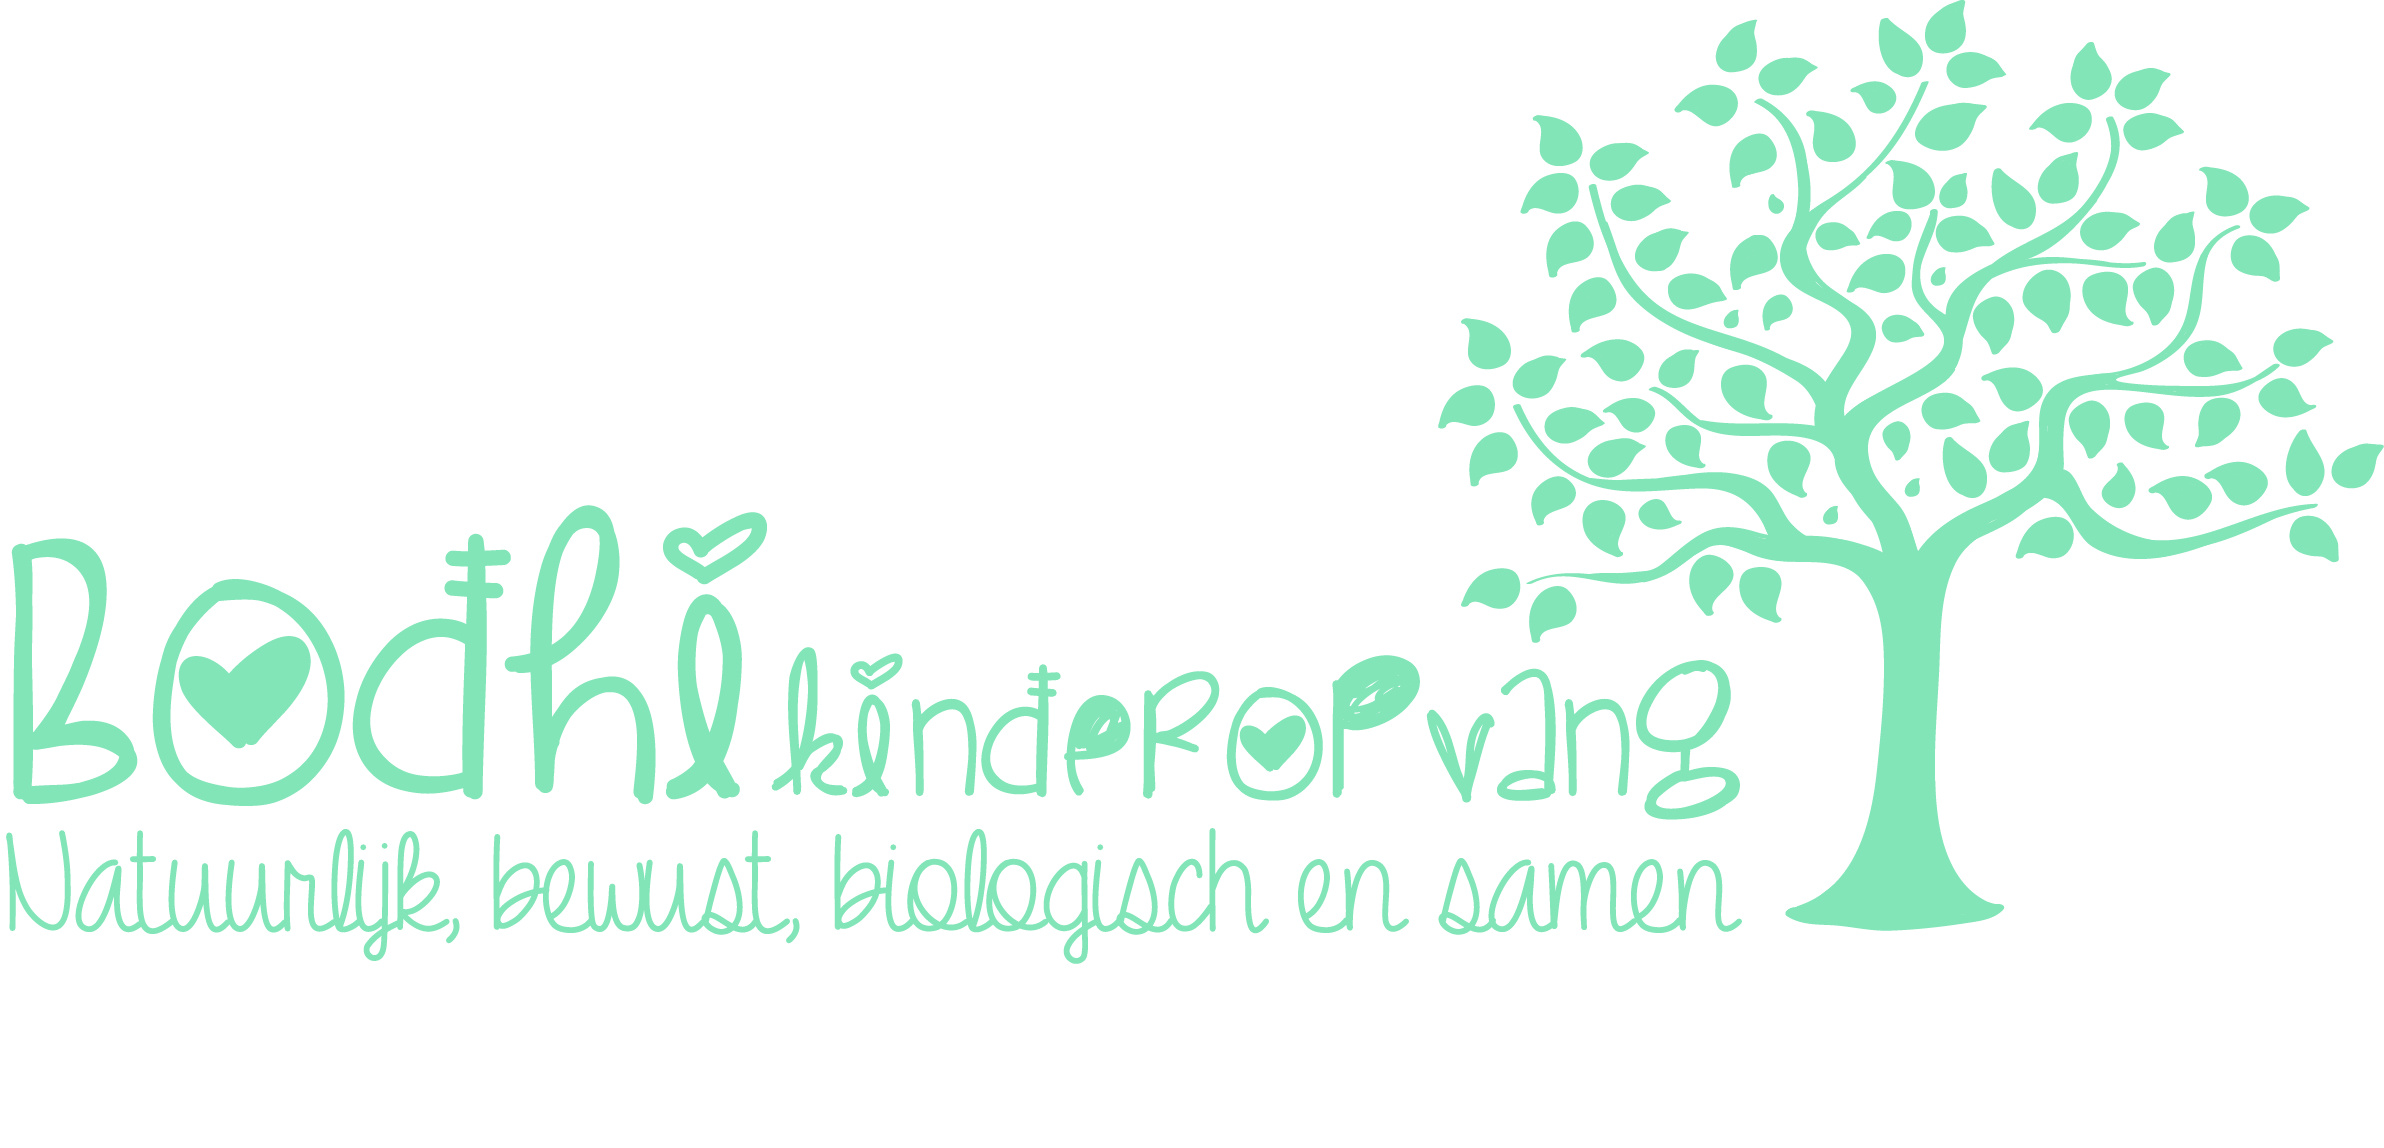 Bodhi kinderopvang
Natuurlijk, bewust, biologisch en samen